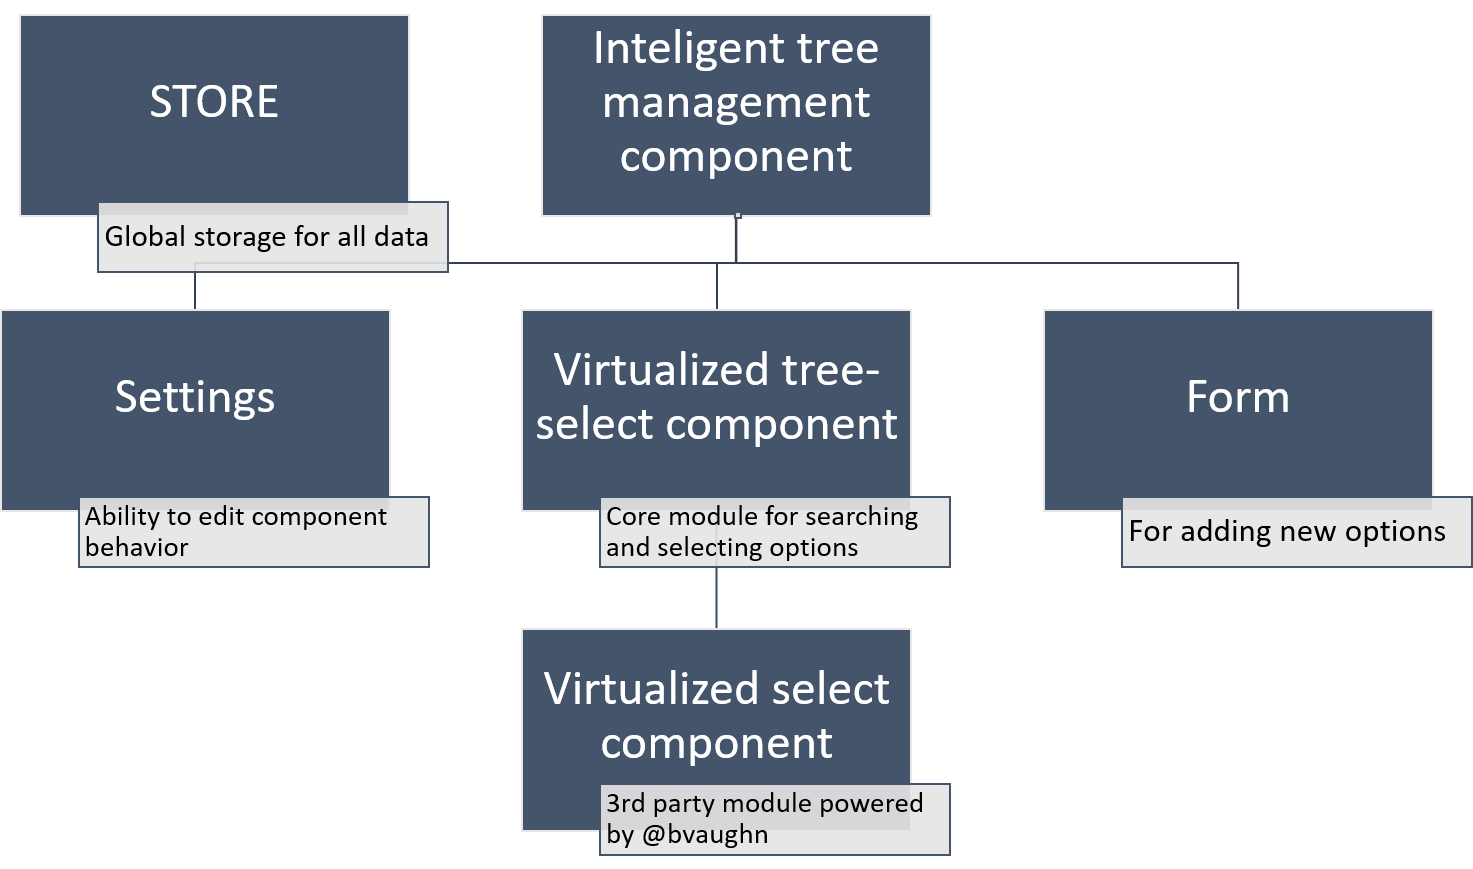 STORE
Global storage for all data
Inteligent tree
management
component
Settings
Ability to edit component
behavior
Virtualized tree-
select component
Core module for searching
and selecting options
Form
For adding new options
Virtualized select
component
3rd party module powered
by @bvaughn